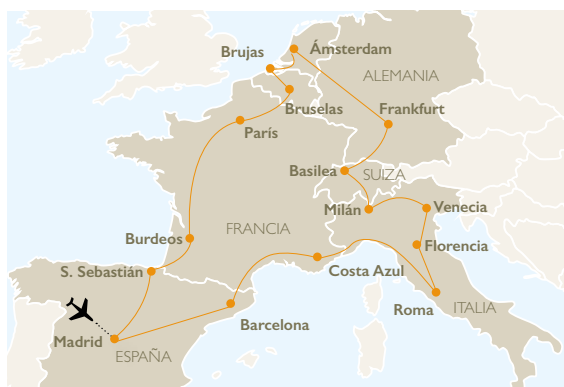 Brujas
Ámsterdam
ALEMANIA
Bruselas
Frankfurt
París
Basilea
SUIZA
Milán
Venecia
FRANCIA
Burdeos
Florencia
S. Sebastián
Costa Azul
Roma
ITALIA
Barcelona
Madrid
ESPAÑA